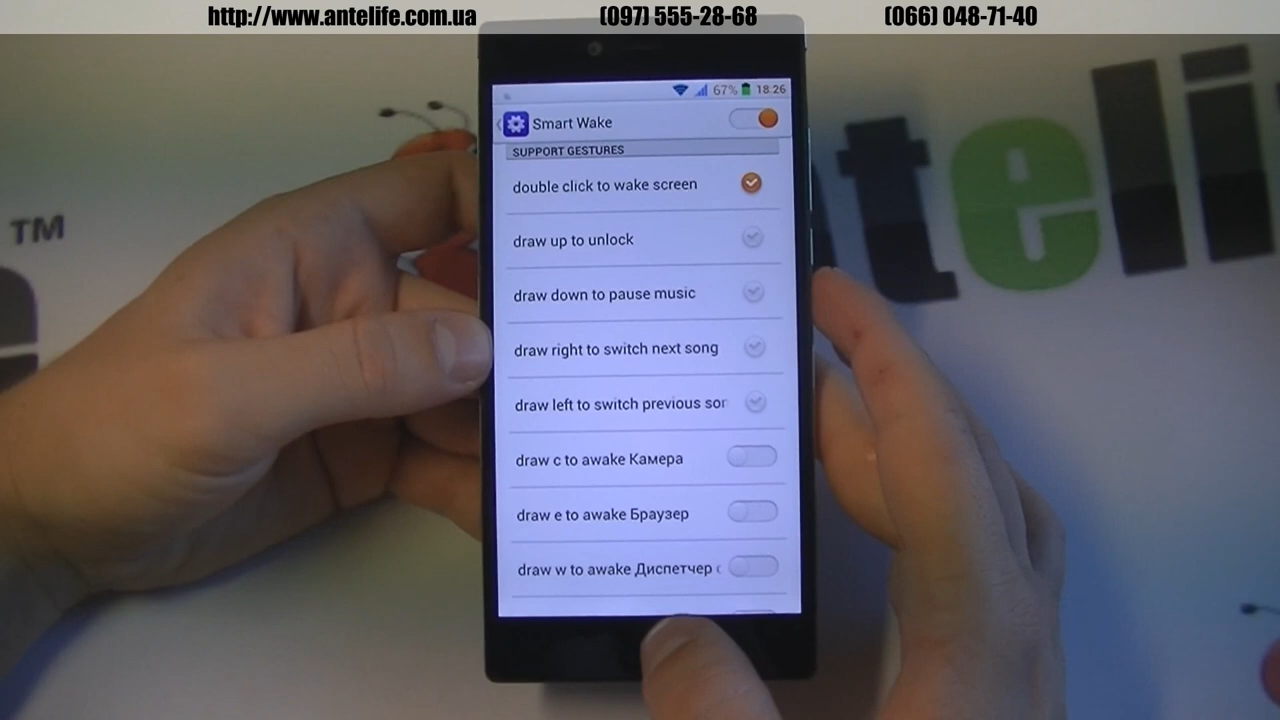 http://www.antelife.com.ua (097) 555-28-68 (066) 048-71-40
67% 18:26
Smart Wake
SUPPORT GESTURES
double click to wake screen
draw up to unlock
draw down to pause music
draw right to switch next song
draw left to switch previous sor
draw c to awake Камера
draw e to awake Браузер
draw w to awake Диспетчер
TM
nteli